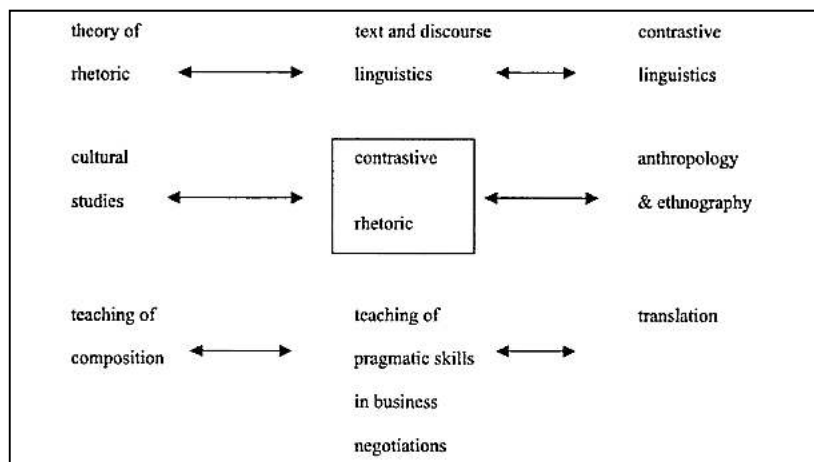 theory of
rhetoric
text and discourse
linguistics
contrastive
linguistics
cultural
studies
contrastive
rhetoric
anthropology
& ethnography
teaching of
composition
teaching of
pragmatic skills
in business
negotiations
translation